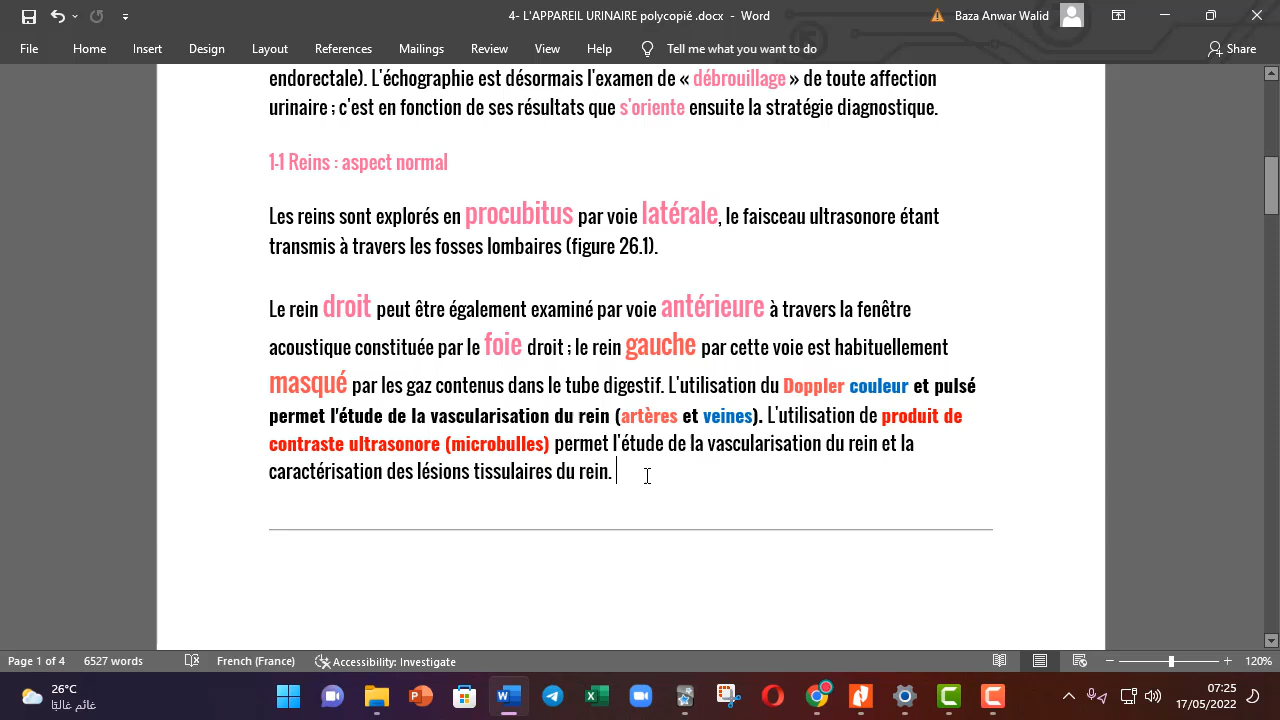 4- L'APPAREIL URINAIRE polycopié .docx - Word
Baza Anwar Walid
File Home Insert Design Layout References Mailings Review View Help Tell me what you want to do Share
endorectale). L'échographie est désormais l'examen de « débrouillage » de toute affection
urinaire ; c'est en fonction de ses résultats que s'oriente ensuite la stratégie diagnostique.
1-1 Reins : aspect normal
Les reins sont explorés en procubitus par voie latérale, le faisceau ultrasonore étant
transmis à travers les fosses lombaires (figure 26.1).
Le rein droit peut être également examiné par voie antérieure à travers la fenêtre
acoustique constituée par le foie droit ; le rein gauche par cette voie est habituellement
masqué par les gaz contenus dans le tube digestif. L'utilisation du Doppler couleur et pulsé
permet l'étude de la vascularisation du rein (artères et veines). L'utilisation de produit de
contraste ultrasonore (microbulles) permet l'étude de la vascularisation du rein et la
caractérisation des lésions tissulaires du rein.
Page 1 of 4 6527 words French (France) Accessibility: Investigate 120%
26°C
غائم غالبًا
07:25
17/05/2022